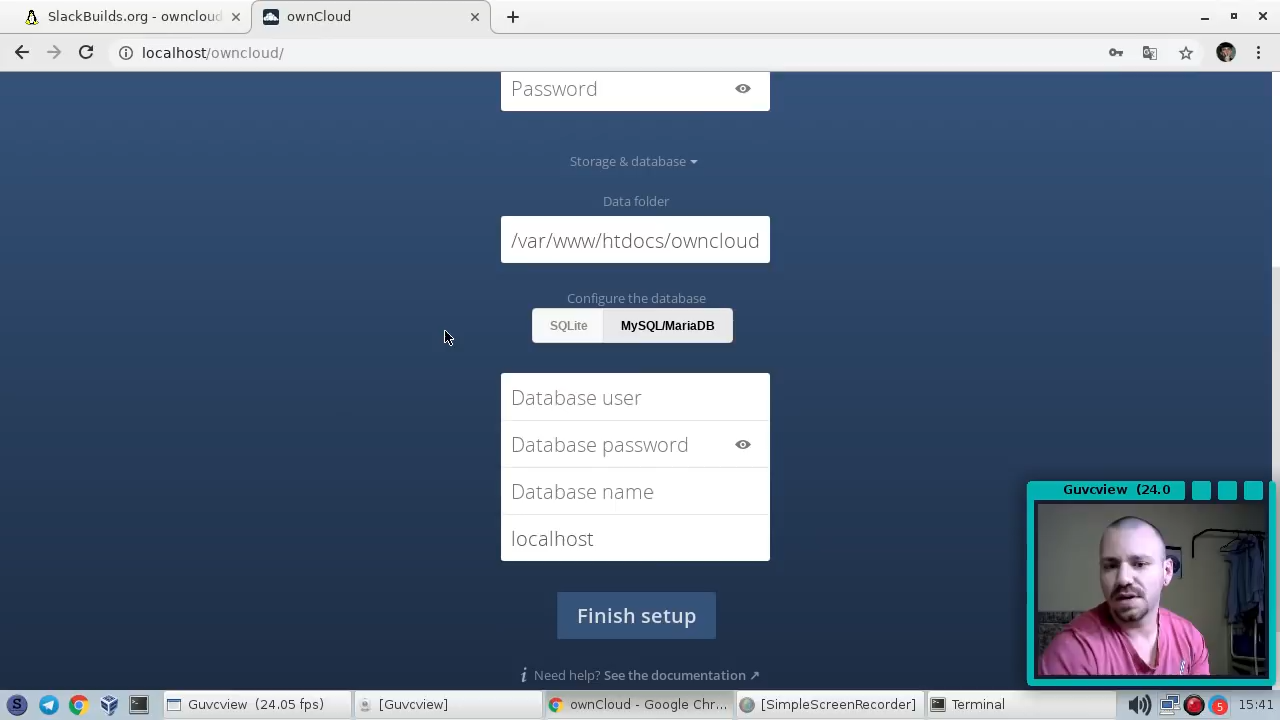 SlackBuilds.org - owncloud
ownCloud
localhost/owncloud/
Password
Storage & database
Data folder
/var/www/htdocs/owncloud
Configure the database
SQLite
MySQL/MariaDB
Database user
Database password
Database name
localhost
Finish setup
i Need help? See the documentation ↗
Guvcview (24.0
Guvcview (24.05 fps)
[Guvcview]
ownCloud - Google Chr...
[SimpleScreenRecorder]
Terminal
5
15:41